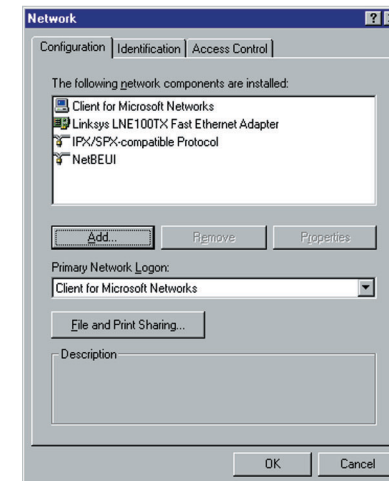 Network
Configuration Identification Access Control
The following network components are installed:
Client for Microsoft Networks
Linksys LNE100TX Fast Ethernet Adapter
IPX/SPX-compatible Protocol
NetBEUI
Add... Remove Properties
Primary Network Logon:
Client for Microsoft Networks
File and Print Sharing...
Description
OK Cancel